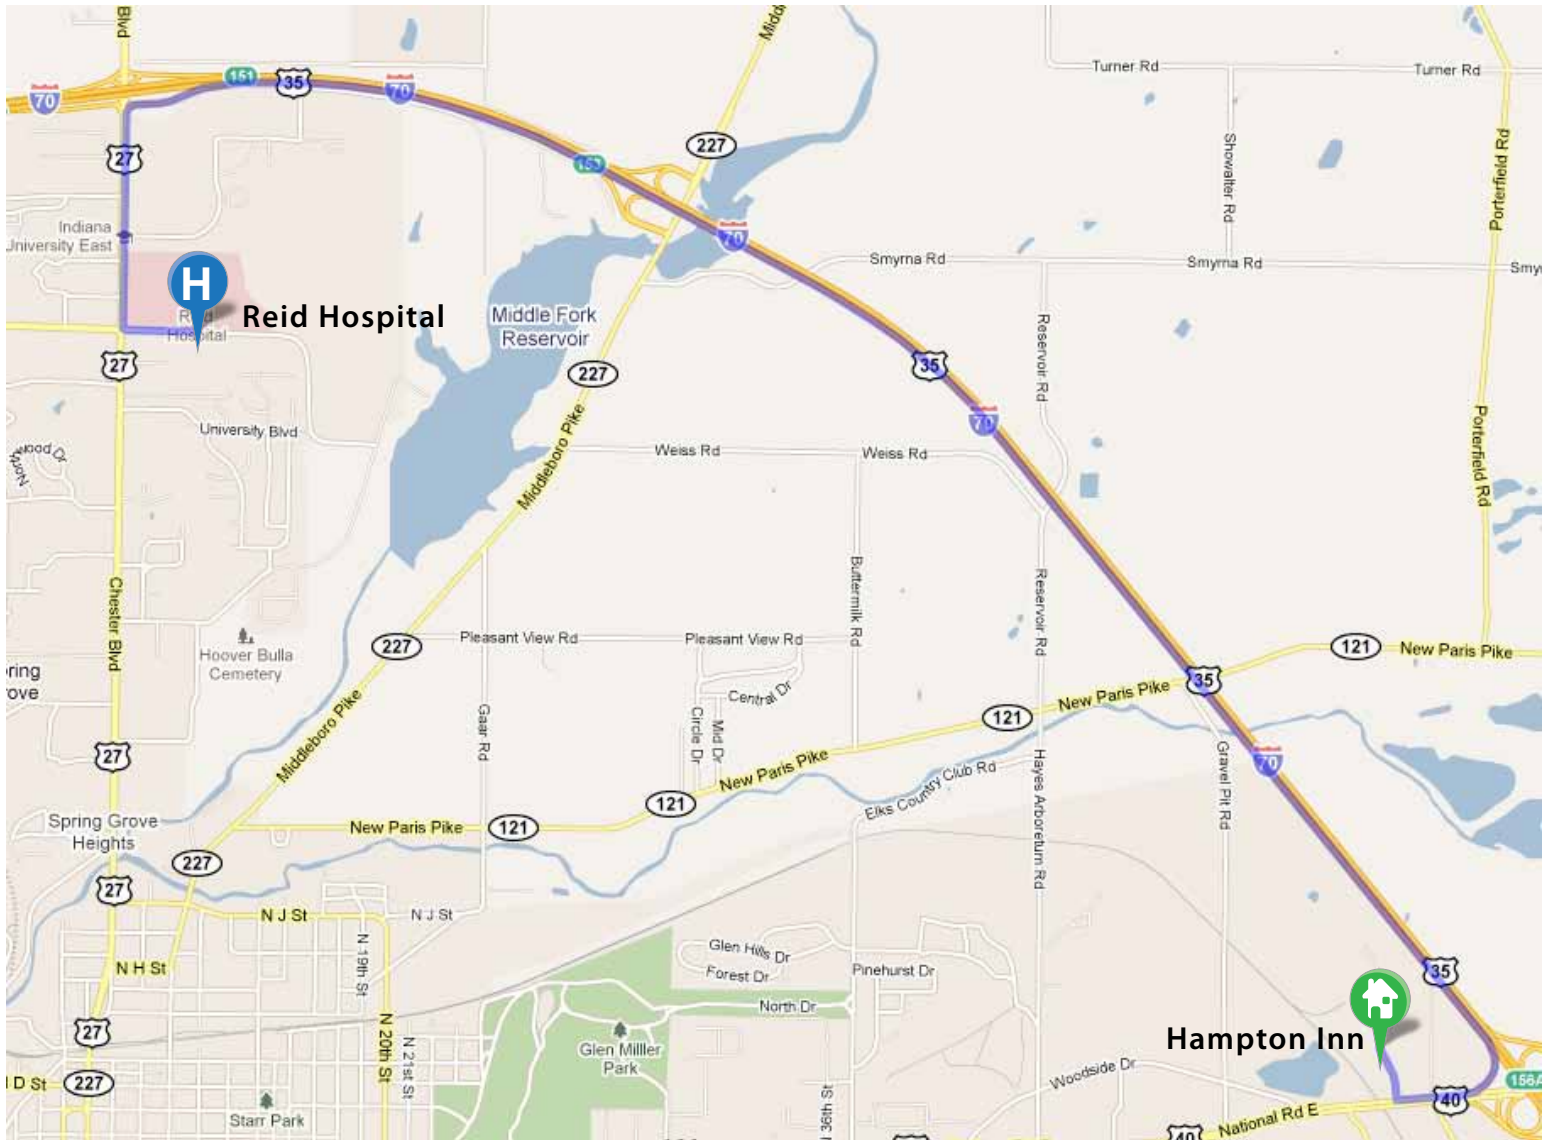 Blvd
Middl
Turner Rd
Turner Rd
70
151
35
70
227
27
Showalter Rd
Porterfield Rd
Indiana
University East
70
Smyrna Rd
Smyrna Rd
Smy
H
Reid Hospital
Reid
Hospital
Middle Fork
Reservoir
Reservoir Rd
27
227
35
University Blvd
70
Porterfield Rd
Middleboro Pike
Weiss Rd
Weiss Rd
wood Dr
North
Chester Blvd
Buttermilk Rd
Reservoir Rd
227
Pleasant View Rd
Pleasant View Rd
121
New Paris Pike
Hoover Bulla
Cemetery
pring
rove
35
New Paris Pike
Central Dr
Circle Dr
Mid Dr
Gaar Rd
121
Middleboro Pike
27
New Paris Pike
Elks Country Club Rd
Hayes Arboretum Rd
Gravel Pit Rd
70
121
Spring Grove
Heights
New Paris Pike
121
227
27
N J St
N J St
N 19th St
Glen Hills Dr
Forest Dr
Pinehurst Dr
N H St
35
North Dr
27
N 20th St
N 21st St
Glen Miller
Park
Hampton Inn
D St
227
Woodside Dr
156A
Starr Park
40
National Rd E
40